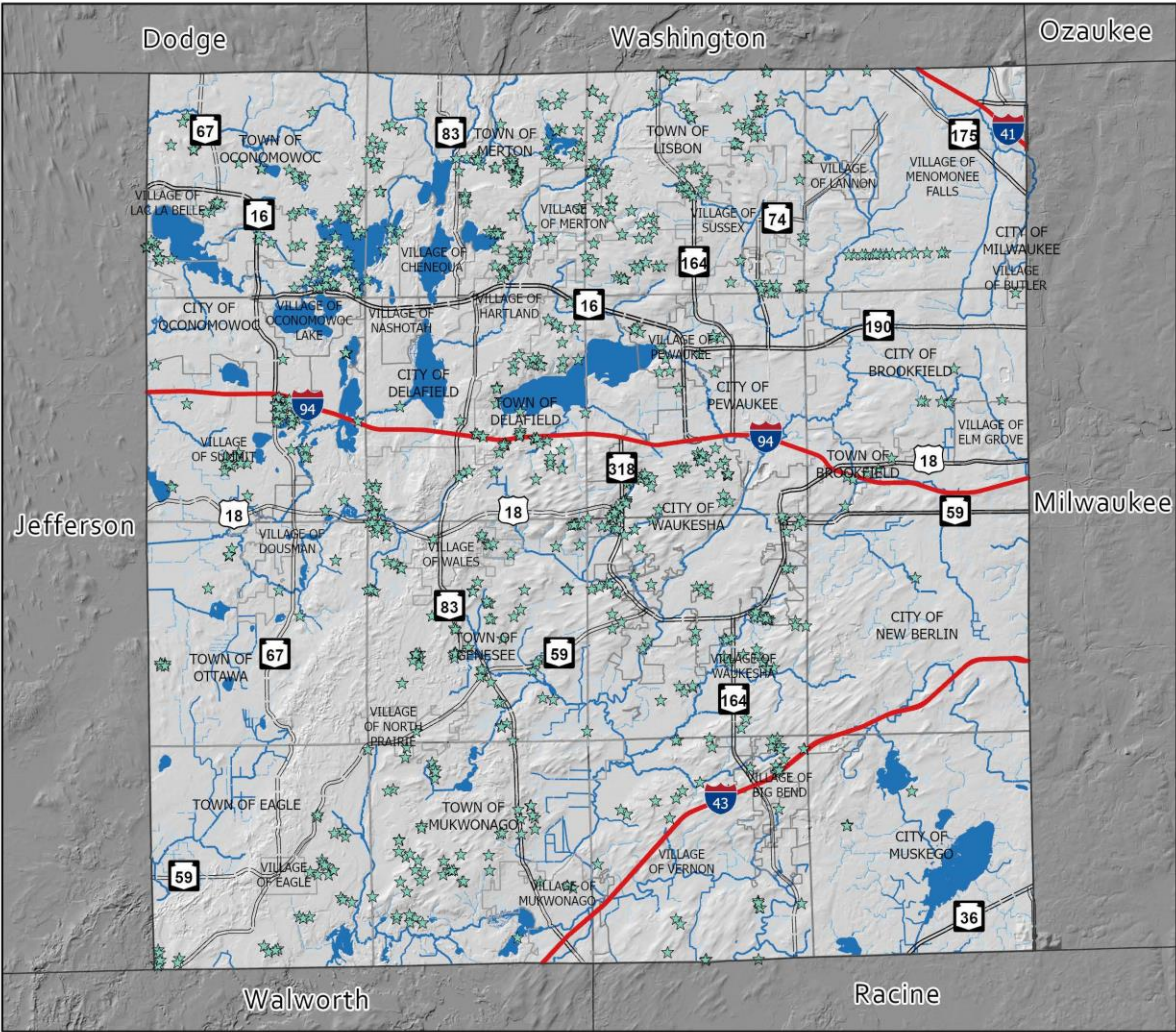 Dodge
Washington
Ozaukee
67
TOWN OF
OCONOMOWOC
83
TOWN OF
MERTON
TOWN OF
LISBON
175
41
VILLAGE OF
MENOMONEE
FALLS
VILLAGE
OF LANNON
VILLAGE OF
LAC LA BELLE
16
VILLAGE
OF MERTON
VILLAGE OF
SUSSEX
74
CITY OF
MILWAUKEE
VILLAGE OF
CHENEQUA
164
VILLAGE
OF BUTLER
CITY OF
OCONOMOWOC
VILLAGE OF
OCONOMOWOC
LAKE
VILLAGE OF
NASHOTAH
VILLAGE OF
HARTLAND
16
190
VILLAGE OF
PEWAUKEE
CITY OF
BROOKFIELD
CITY OF
DELAFIELD
CITY OF
PEWAUKEE
94
TOWN OF
DELAFIELD
94
VILLAGE OF
ELM GROVE
VILLAGE
OF SUMMIT
318
TOWN OF
BROOKFIELD
18
Jefferson
18
18
CITY OF
WAUKESHA
59
Milwaukee
VILLAGE OF
DOUSMAN
VILLAGE
OF WALES
83
CITY OF
NEW BERLIN
TOWN OF
OTTAWA
67
TOWN OF
GENESEE
59
VILLAGE OF
WAUKESHA
164
VILLAGE
OF NORTH
PRAIRIE
TOWN OF EAGLE
TOWN OF
MUKWONAGO
43
VILLAGE OF
BIG BEND
CITY OF
MUSKEGO
59
VILLAGE
OF EAGLE
VILLAGE OF
MUKWONAGO
VILLAGE
OF VERNON
36
Walworth
Racine